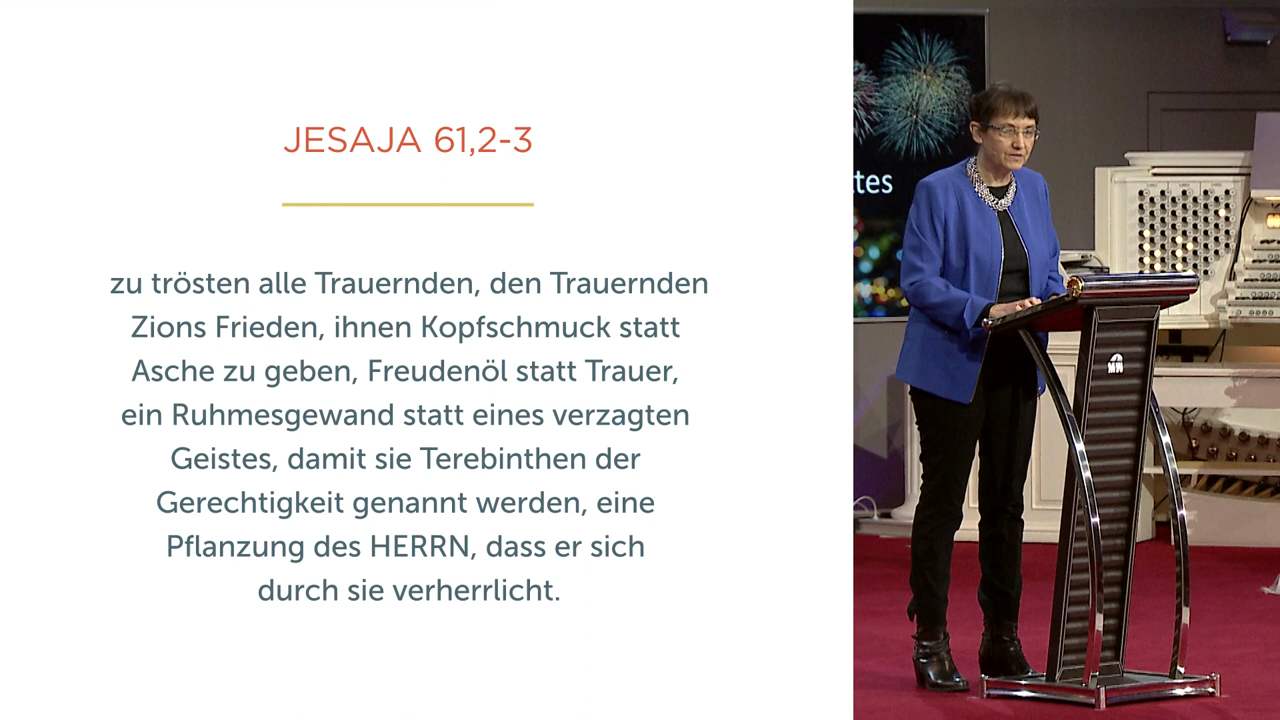 JESAJA 61,2-3
zu trösten alle Trauernden, den Trauernden
Zions Frieden, ihnen Kopfschmuck statt
Asche zu geben, Freudenöl statt Trauer,
ein Ruhmesgewand statt eines verzagten
Geistes, damit sie Terebinthen der
Gerechtigkeit genannt werden, eine
Pflanzung des HERRN, dass er sich
durch sie verherrlicht.
ttes